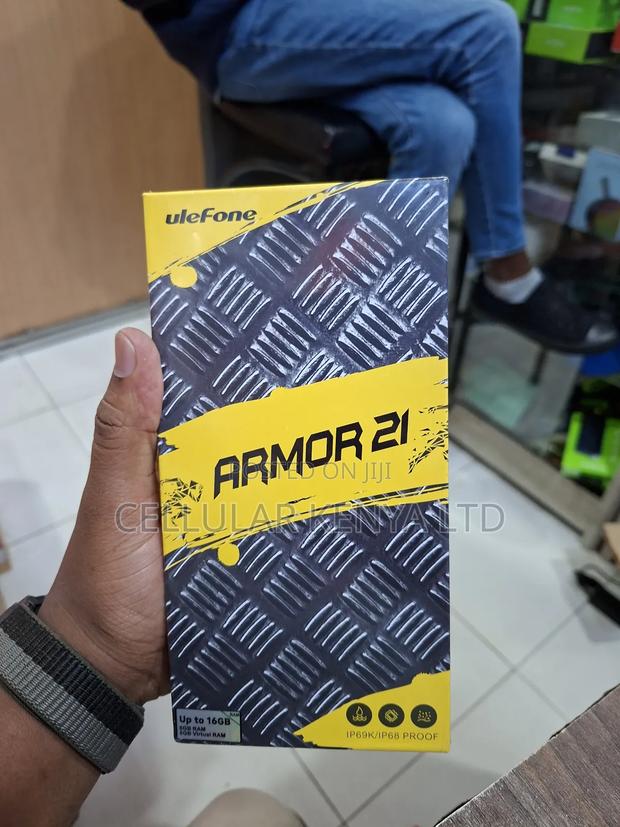 uleFone
ARMOR 21
POSTED ON JIJI
CELLULAR KENYA LTD
Up to 16GB RAM
8GB RAM
8GB Virtual RAM
IP69K/IP68 PROOF